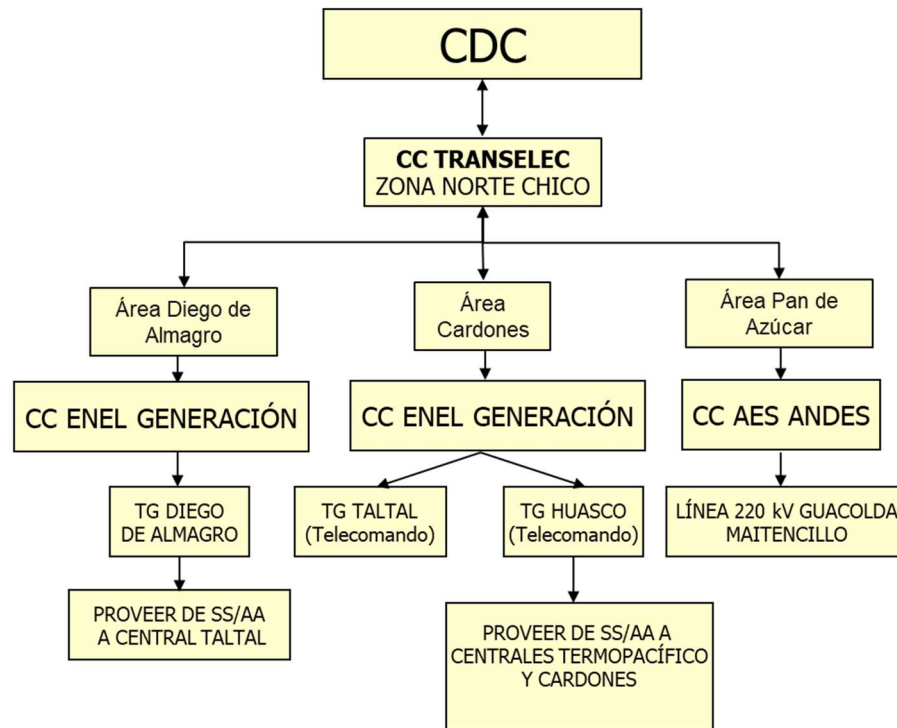 CDC
CC TRANSELEC
ZONA NORTE CHICO
Área Diego de
Almagro
Área
Cardones
Área Pan de
Azúcar
CC ENEL GENERACIÓN
CC ENEL GENERACIÓN
CC AES ANDES
TG DIEGO
DE ALMAGRO
TG TALTAL
(Telecomando)
TG HUASCO
(Telecomando)
LÍNEA 220 kV GUACOLDA
MAITENCILLO
PROVEER DE SS/AA
A CENTRAL TALTAL
PROVEER DE SS/AA A
CENTRALES TERMOPACÍFICO
Y CARDONES